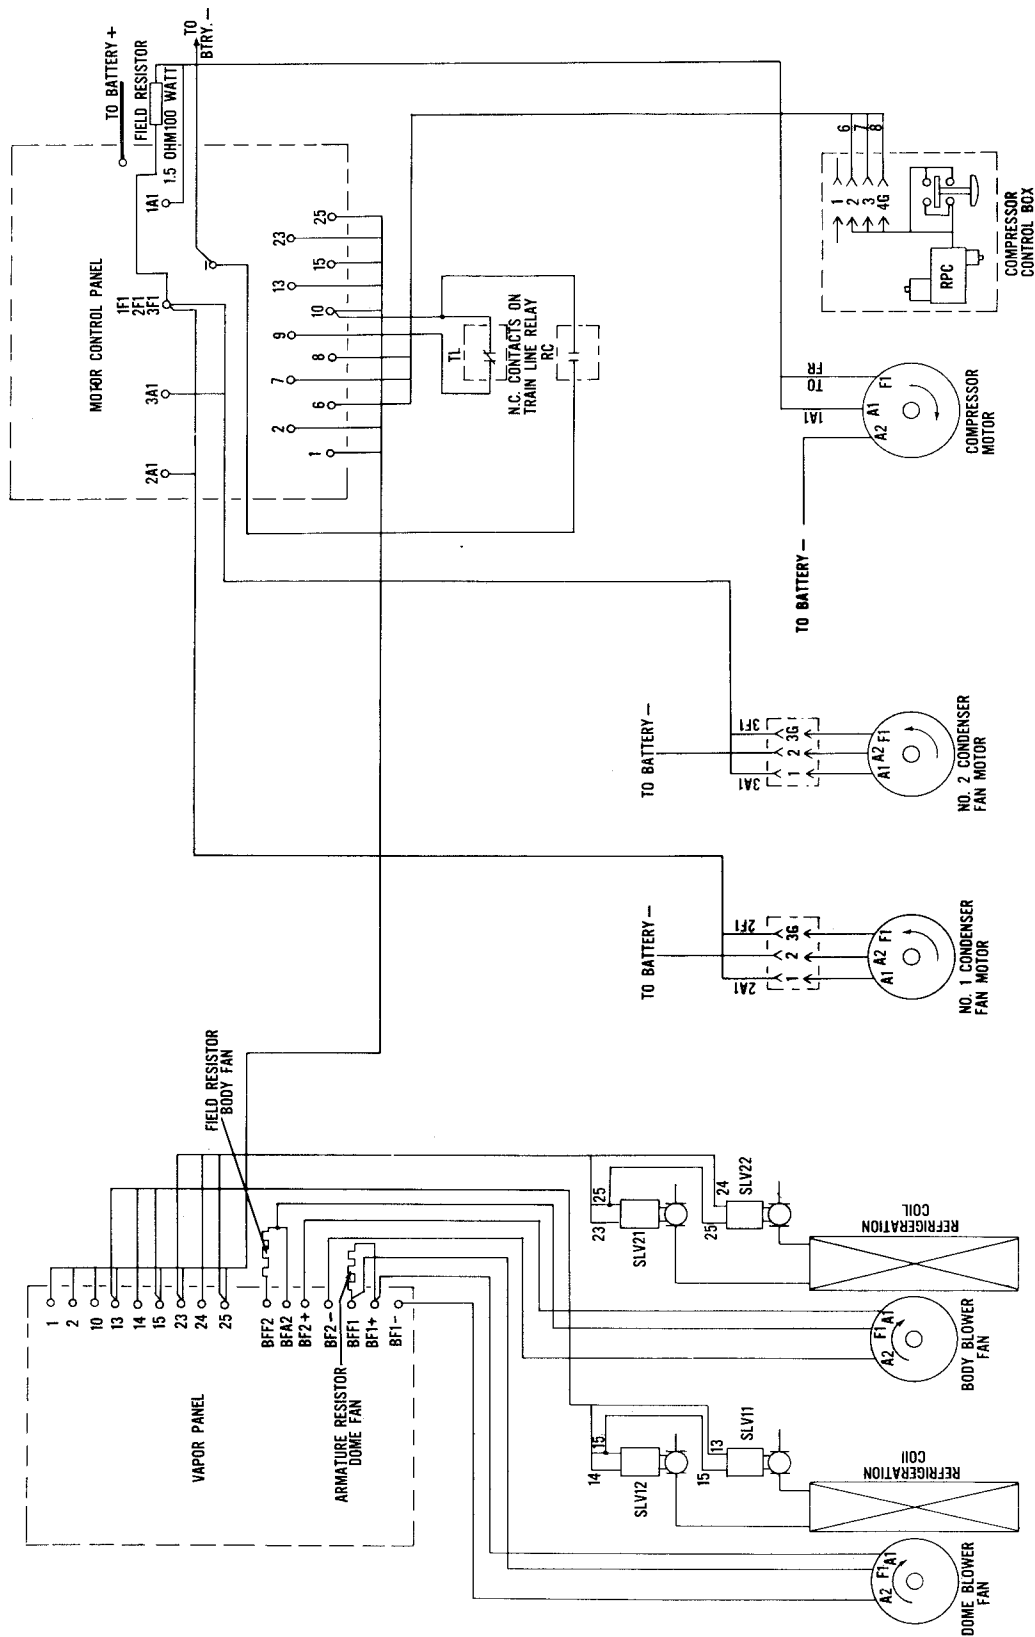 TO BATTERY +
FIELD RESISTOR
1.5 OHM100 WATT
TO
BTRY. −
MOTOR CONTROL PANEL
2A1
3A1
1F1
2F1
3F1
1A1
1
2
6
7
8
9
10
13
15
23
25
TL
N.C. CONTACTS ON
TRAIN LINE RELAY
RC
6
7
8
1
2
3
4G
RPC
COMPRESSOR
CONTROL BOX
TO BATTERY −
1A1
TO
FR
A2
A1
F1
COMPRESSOR
MOTOR
TO BATTERY −
3A1
3F1
1
2
3G
A1
A2
F1
NO. 2 CONDENSER
FAN MOTOR
TO BATTERY −
2A1
2F1
1
2
3G
A1
A2
F1
NO. 1 CONDENSER
FAN MOTOR
FIELD RESISTOR
BODY FAN
VAPOR PANEL
1
2
10
13
14
15
23
24
25
BFF2
BFA2
BF2+
BF2−
BFF1
BF1+
BF1−
ARMATURE RESISTOR
DOME FAN
23
25
SLV21
25
24
SLV22
REFRIGERATION
COIL
A2
F1
A1
BODY BLOWER
FAN
14
15
SLV12
15
13
SLV11
REFRIGERATION
COIL
A2
F1
A1
DOME BLOWER
FAN